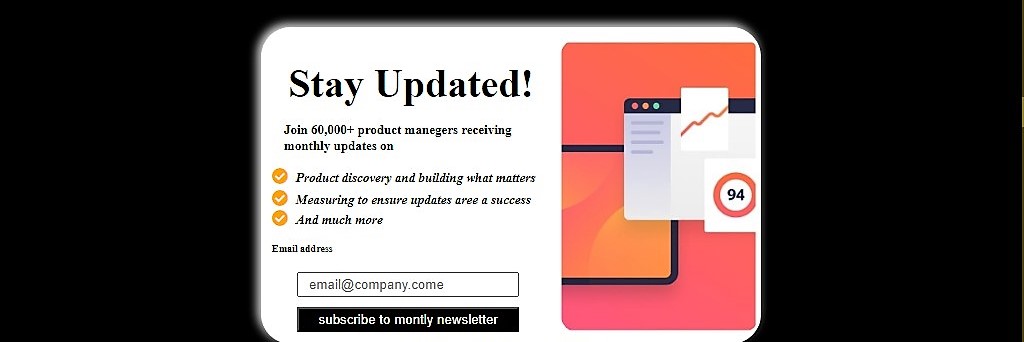 Stay Updated!
Join 60,000+ product manegers receiving
monthly updates on
Product discovery and building what matters
Measuring to ensure updates aree a success
And much more
Email address
email@company.come
subscribe to montly newsletter
94